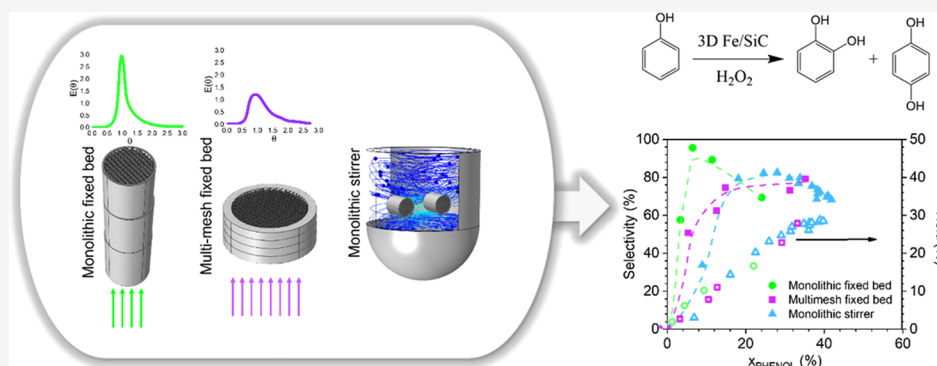 3.0
2.5
2.0
1.5
1.0
0.5
0.0
E(θ)
0.0 0.5 1.0 1.5 2.0 2.5 3.0
θ
3.0
2.5
2.0
1.5
1.0
0.5
0.0
E(θ)
0.0 0.5 1.0 1.5 2.0 2.5 3.0
θ
Monolithic fixed bed
Multi-mesh fixed bed
Monolithic stirrer
OH
3D Fe/SiC
H2O2
OH
OH
+
OH
OH
Selectivity (%)
100
80
60
40
20
0
50
40
30
20
10
0
Monolithic fixed bed
Multimesh fixed bed
Monolithic stirrer
0 20 40 60
xPHENOL (%)